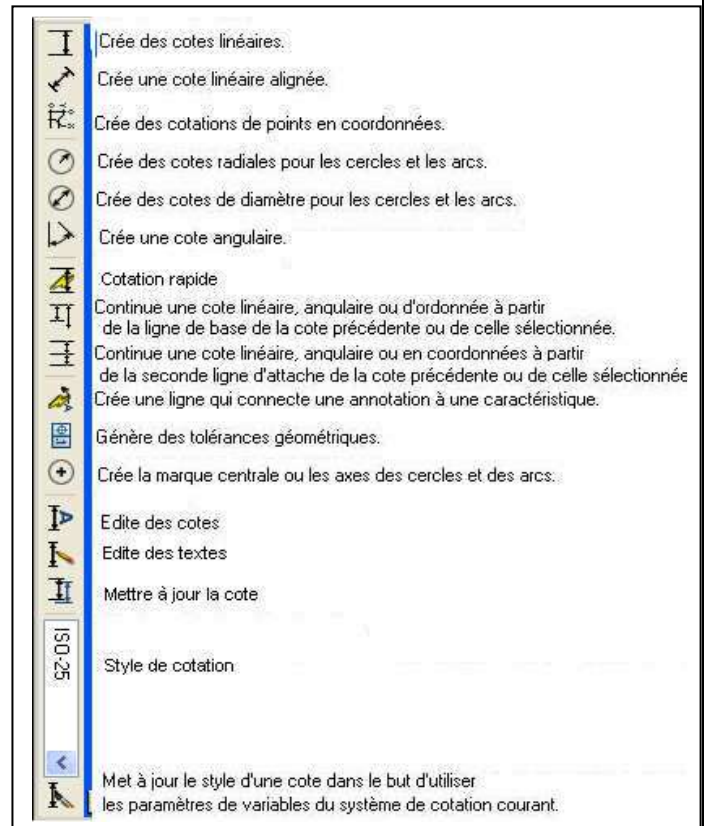 Crée des cotes linéaires.
Crée une cote linéaire alignée.
Crée des cotations de points en coordonnées.
Crée des cotes radiales pour les cercles et les arcs.
Crée des cotes de diamètre pour les cercles et les arcs.
Crée une cote angulaire.
Cotation rapide
Continue une cote linéaire, angulaire ou d'ordonnée à partir
de la ligne de base de la cote précédente ou de celle sélectionnée.
Continue une cote linéaire, angulaire ou en coordonnées à partir
de la seconde ligne d'attache de la cote précédente ou de celle sélectionnée
Crée une ligne qui connecte une annotation à une caractéristique.
Génère des tolérances géométriques.
Crée la marque centrale ou les axes des cercles et des arcs.
Edite des cotes
Edite des textes
Mettre à jour la cote
ISO-25
Style de cotation
Met à jour le style d'une cote dans le but d'utiliser
les paramètres de variables du système de cotation courant.